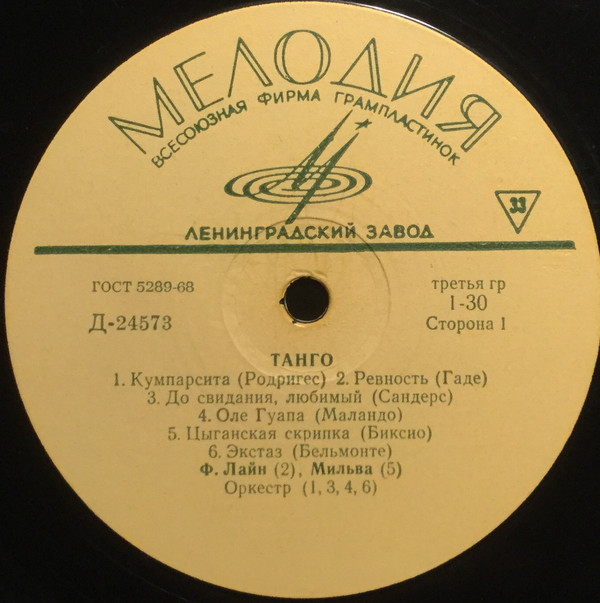 МЕЛОДИЯ
ВСЕСОЮЗНАЯ ФИРМА ГРАМПЛАСТИНОК
33
ЛЕНИНГРАДСКИЙ ЗАВОД
ГОСТ 5289-68
третья гр
1-30
Д-24573
Сторона 1
ТАНГО
1. Кумпарсита (Родригес) 2. Ревность (Гаде)
3. До свидания, любимый (Сандерс)
4. Оле Гуапа (Маландо)
5. Цыганская скрипка (Биксио)
6. Экстаз (Бельмонте)
Ф. Лайн (2), Мильва (5)
Оркестр (1, 3, 4, 6)